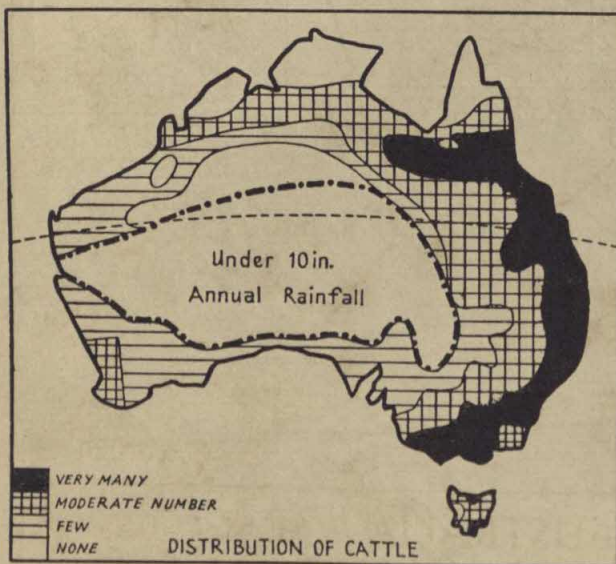 Under 10in.
Annual Rainfall
VERY MANY
MODERATE NUMBER
FEW
NONE
DISTRIBUTION OF CATTLE